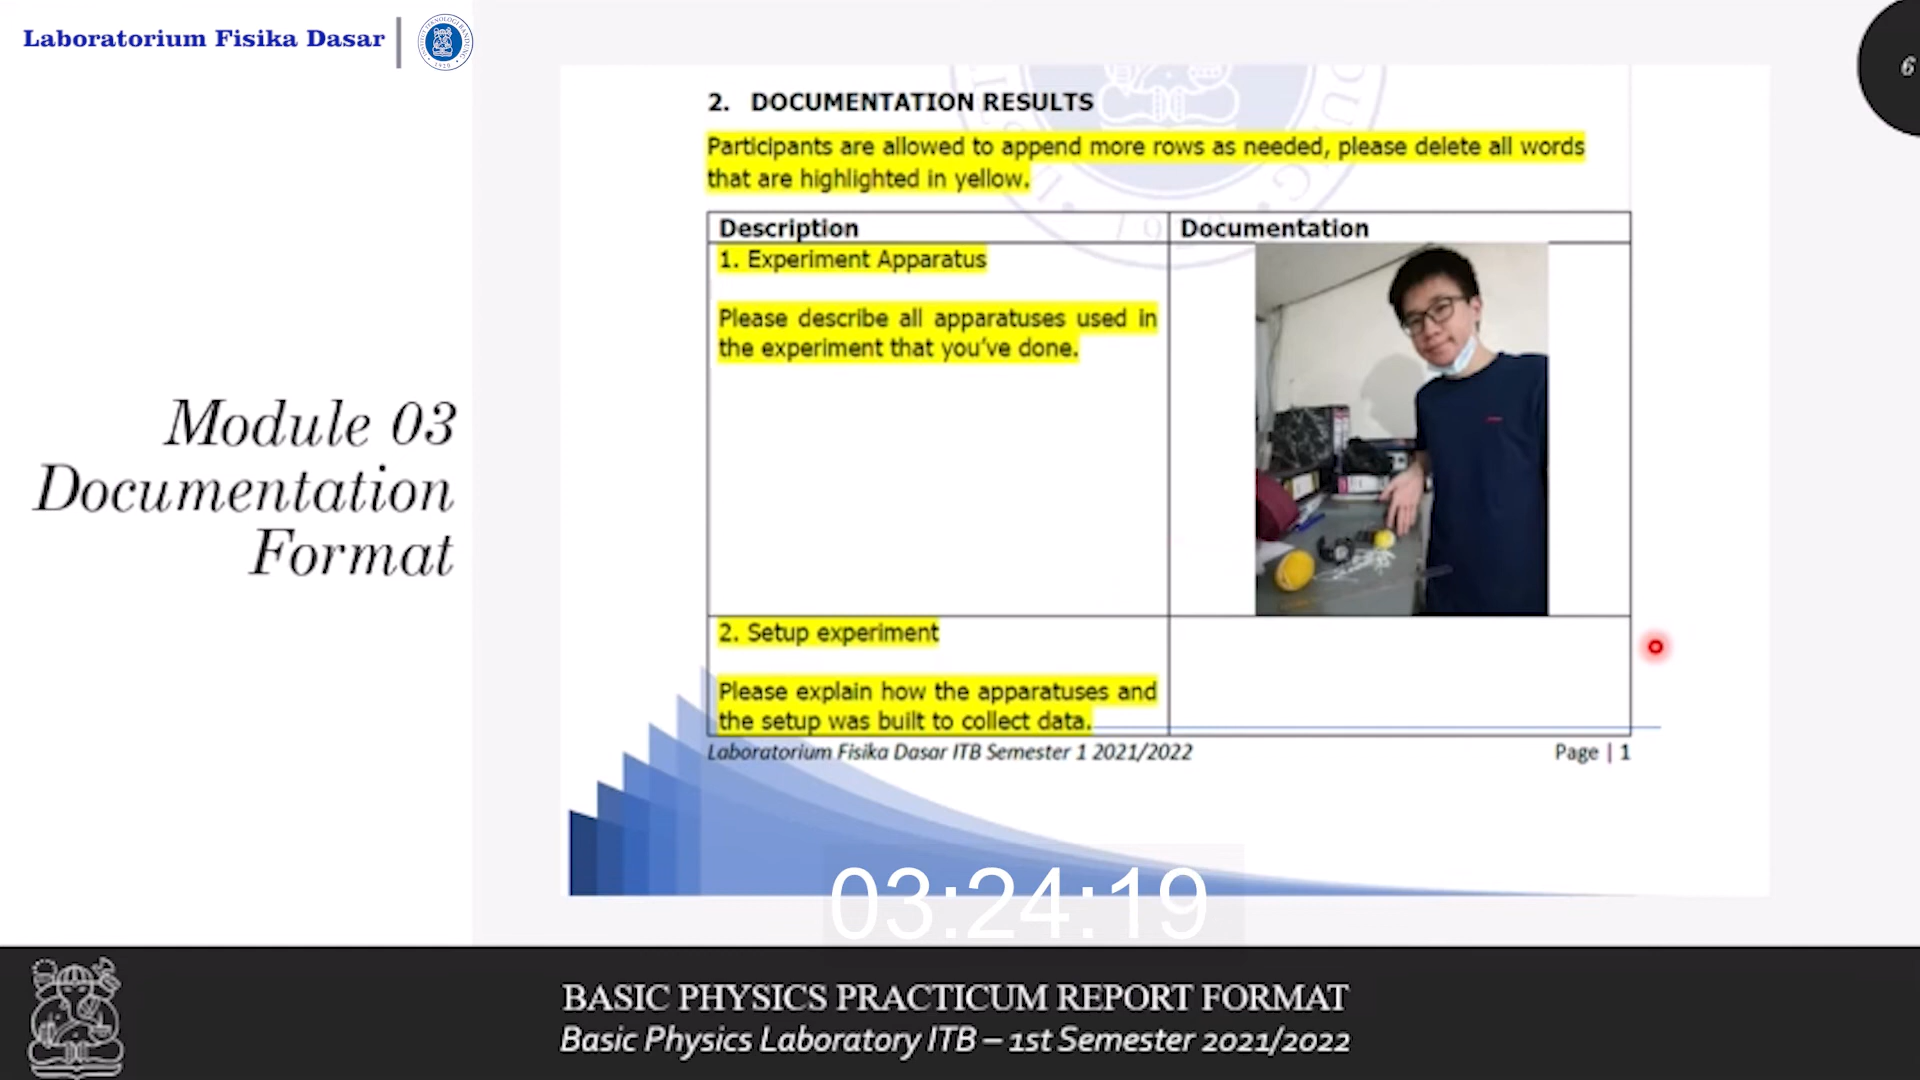 Laboratorium Fisika Dasar
6
Module 03
Documentation
Format
2. DOCUMENTATION RESULTS
Participants are allowed to append more rows as needed, please delete all words
that are highlighted in yellow.
Description
Documentation
1. Experiment Apparatus
Please describe all apparatuses used in
the experiment that you've done.
2. Setup experiment
Please explain how the apparatuses and
the setup was built to collect data.
Laboratorium Fisika Dasar ITB Semester 1 2021/2022
Page | 1
03:24:19
BASIC PHYSICS PRACTICUM REPORT FORMAT
Basic Physics Laboratory ITB – 1st Semester 2021/2022